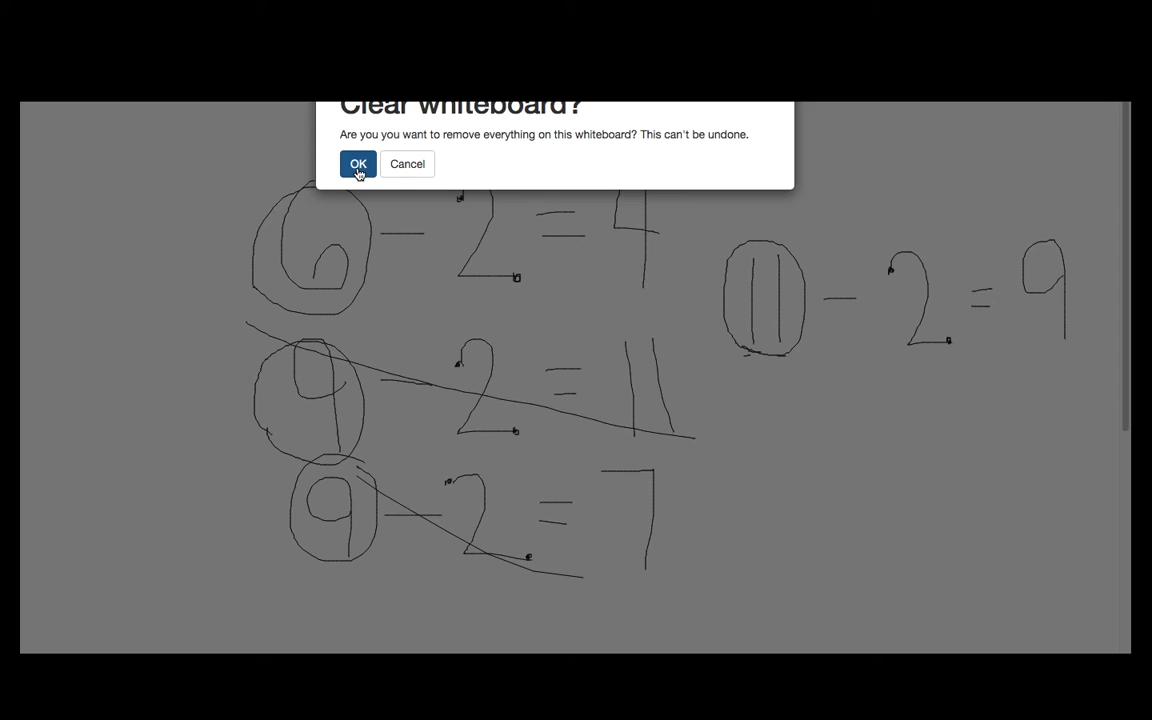 Clear whiteboard?
Are you you want to remove everything on this whiteboard? This can't be undone.
OK Cancel
6 - 2 = 4
11 - 2 = 9
9 - 2 = 11
9 - 2 = 7